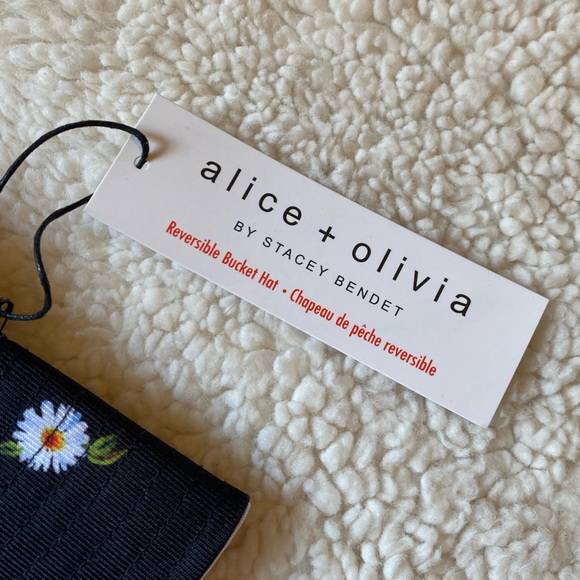 alice + olivia
BY STACEY BENDET
Reversible Bucket Hat • Chapeau de pêche reversible